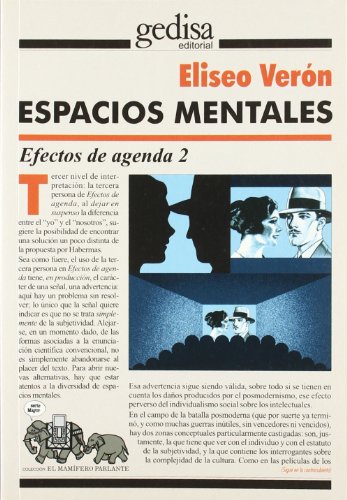 gedisa
editorial
Eliseo Verón
ESPACIOS MENTALES
Efectos de agenda 2
Tercer nivel de inter-
pretación: la tercera
persona de Efectos de
agenda, al dejar en
suspenso la diferencia
entre el "yo" y el "nosotros", su-
giere la posibilidad de encontrar
una solución un poco distinta de
la propuesta por Habermas.
Sea como fuere, el uso de la ter-
cera persona en Efectos de agen-
da tiene, en producción, el carác-
ter de una señal, una advertencia:
aquí hay un problema sin resol-
ver; lo único que la señal quiere
indicar es que no se trata simple-
mente de la subjetividad. Alejar-
se, en un momento dado, de las
formas asociadas a la enuncia-
ción científica convencional, no
es simplemente abandonarse al
placer del texto. Para abrir nue-
vas alternativas, hay que estar
atentos a la diversidad de espa-
cios mentales.
Esa advertencia sigue siendo válida, sobre todo si se tienen en
cuenta los daños producidos por el posmodernismo, ese efecto
perverso del individualismo social sobre los intelectuales.
En el campo de la batalla posmoderna (que por suerte ya termi-
nó, y como muchas guerras inútiles, sin vencedores ni vencidos),
hay dos zonas conceptuales particularmente castigadas: son, jus-
tamente, la que tiene que ver con el individuo y con el estatuto
de la subjetividad, y la que contiene los interrogantes sobre
la complejidad de la cultura. Como en las películas de los
(Sigue en la contracubierta)
serie
Mayor
COLECCIÓN EL MAMÍFERO PARLANTE